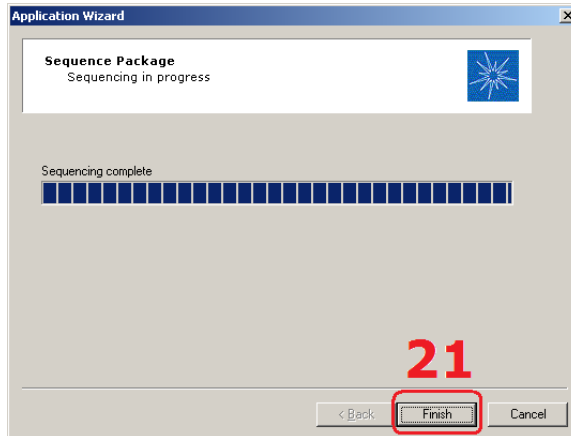 Application Wizard
Sequence Package
Sequencing in progress
Sequencing complete
21
< Back
Finish
Cancel